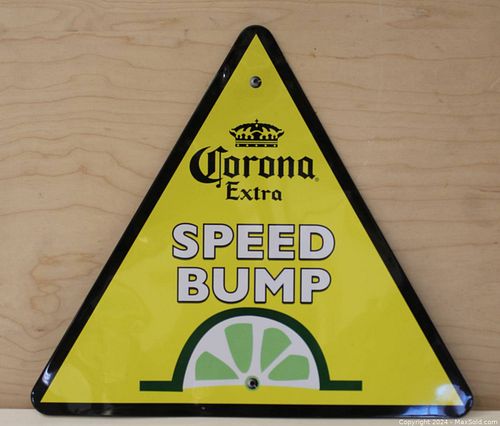 Corona
Extra
SPEED
BUMP
Copyright 2024 - MaxSold.com